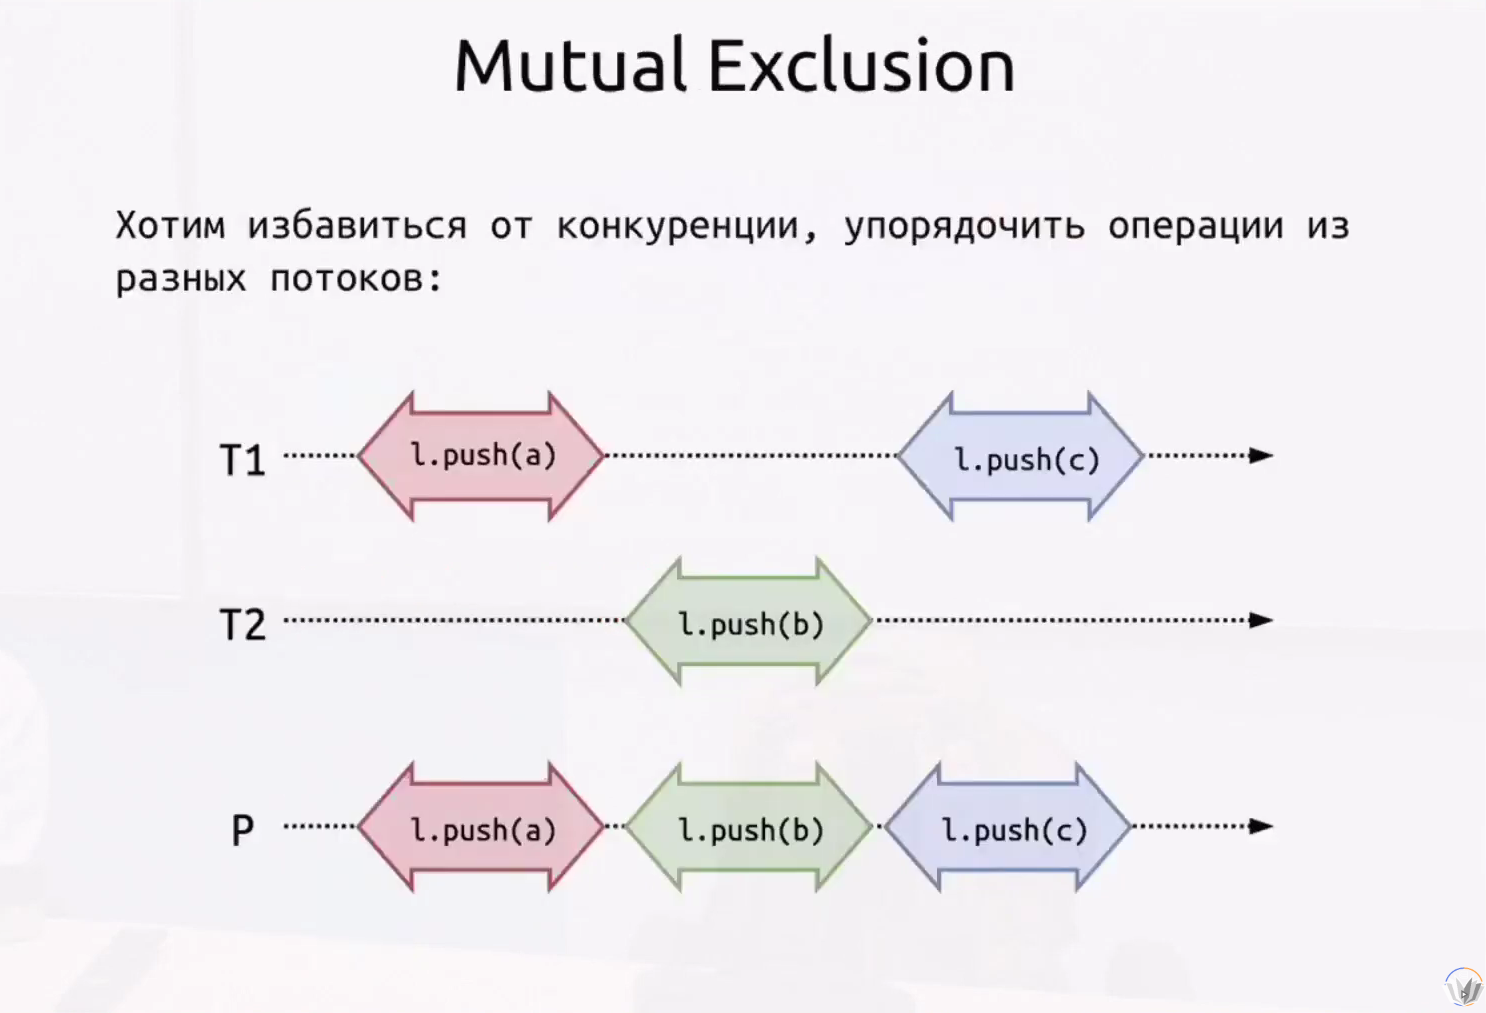 Mutual Exclusion
Хотим избавиться от конкуренции, упорядочить операции из
разных потоков:
T1 l.push(a) l.push(c)
T2 l.push(b)
P l.push(a) l.push(b) l.push(c)